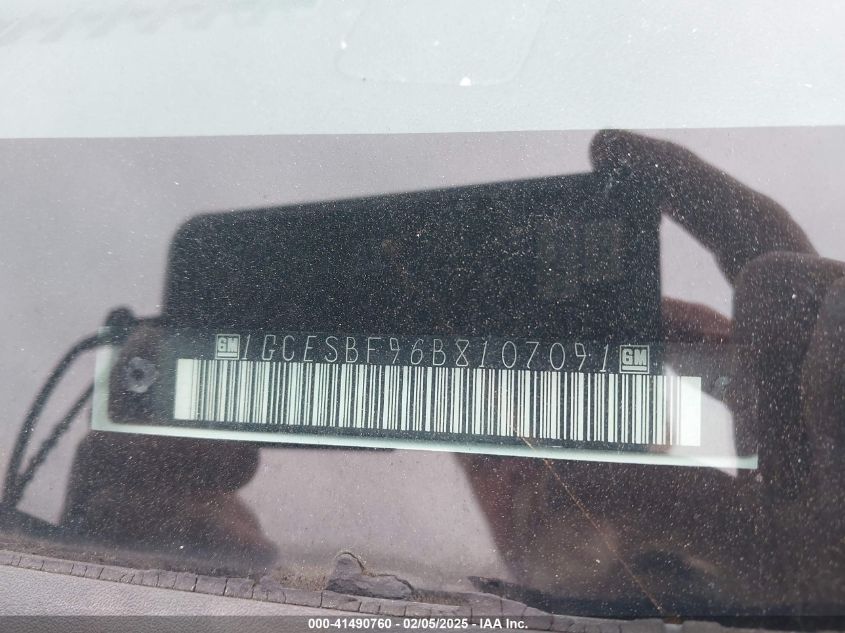 GM 1GCESBF96B8107091 GM
000-41490760 - 02/05/2025 - IAA Inc.